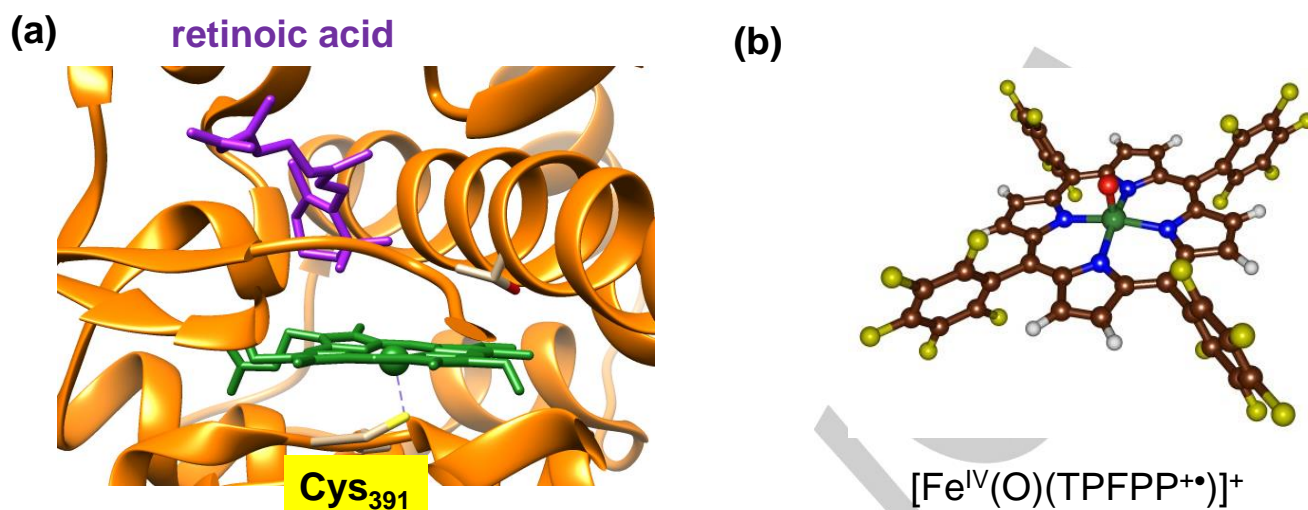 (a)
retinoic acid
Cys₃₉₁
(b)
[Feᴵⱽ(O)(TPFPP⁺•)]⁺